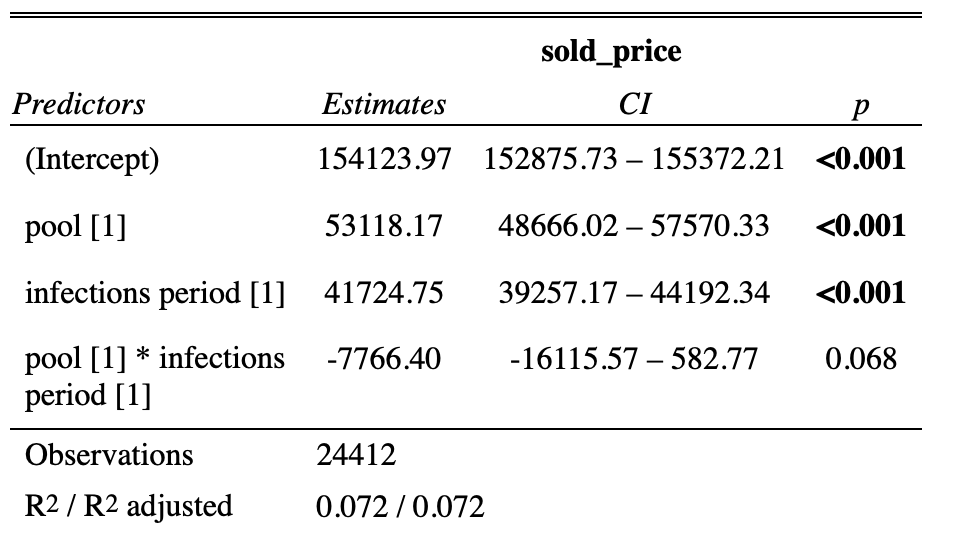 sold_price
Predictors Estimates CI p
(Intercept) 154123.97 152875.73 – 155372.21 <0.001
pool [1] 53118.17 48666.02 – 57570.33 <0.001
infections period [1] 41724.75 39257.17 – 44192.34 <0.001
pool [1] * infections -7766.40 -16115.57 – 582.77 0.068
period [1]
Observations 24412
R2 / R2 adjusted 0.072 / 0.072